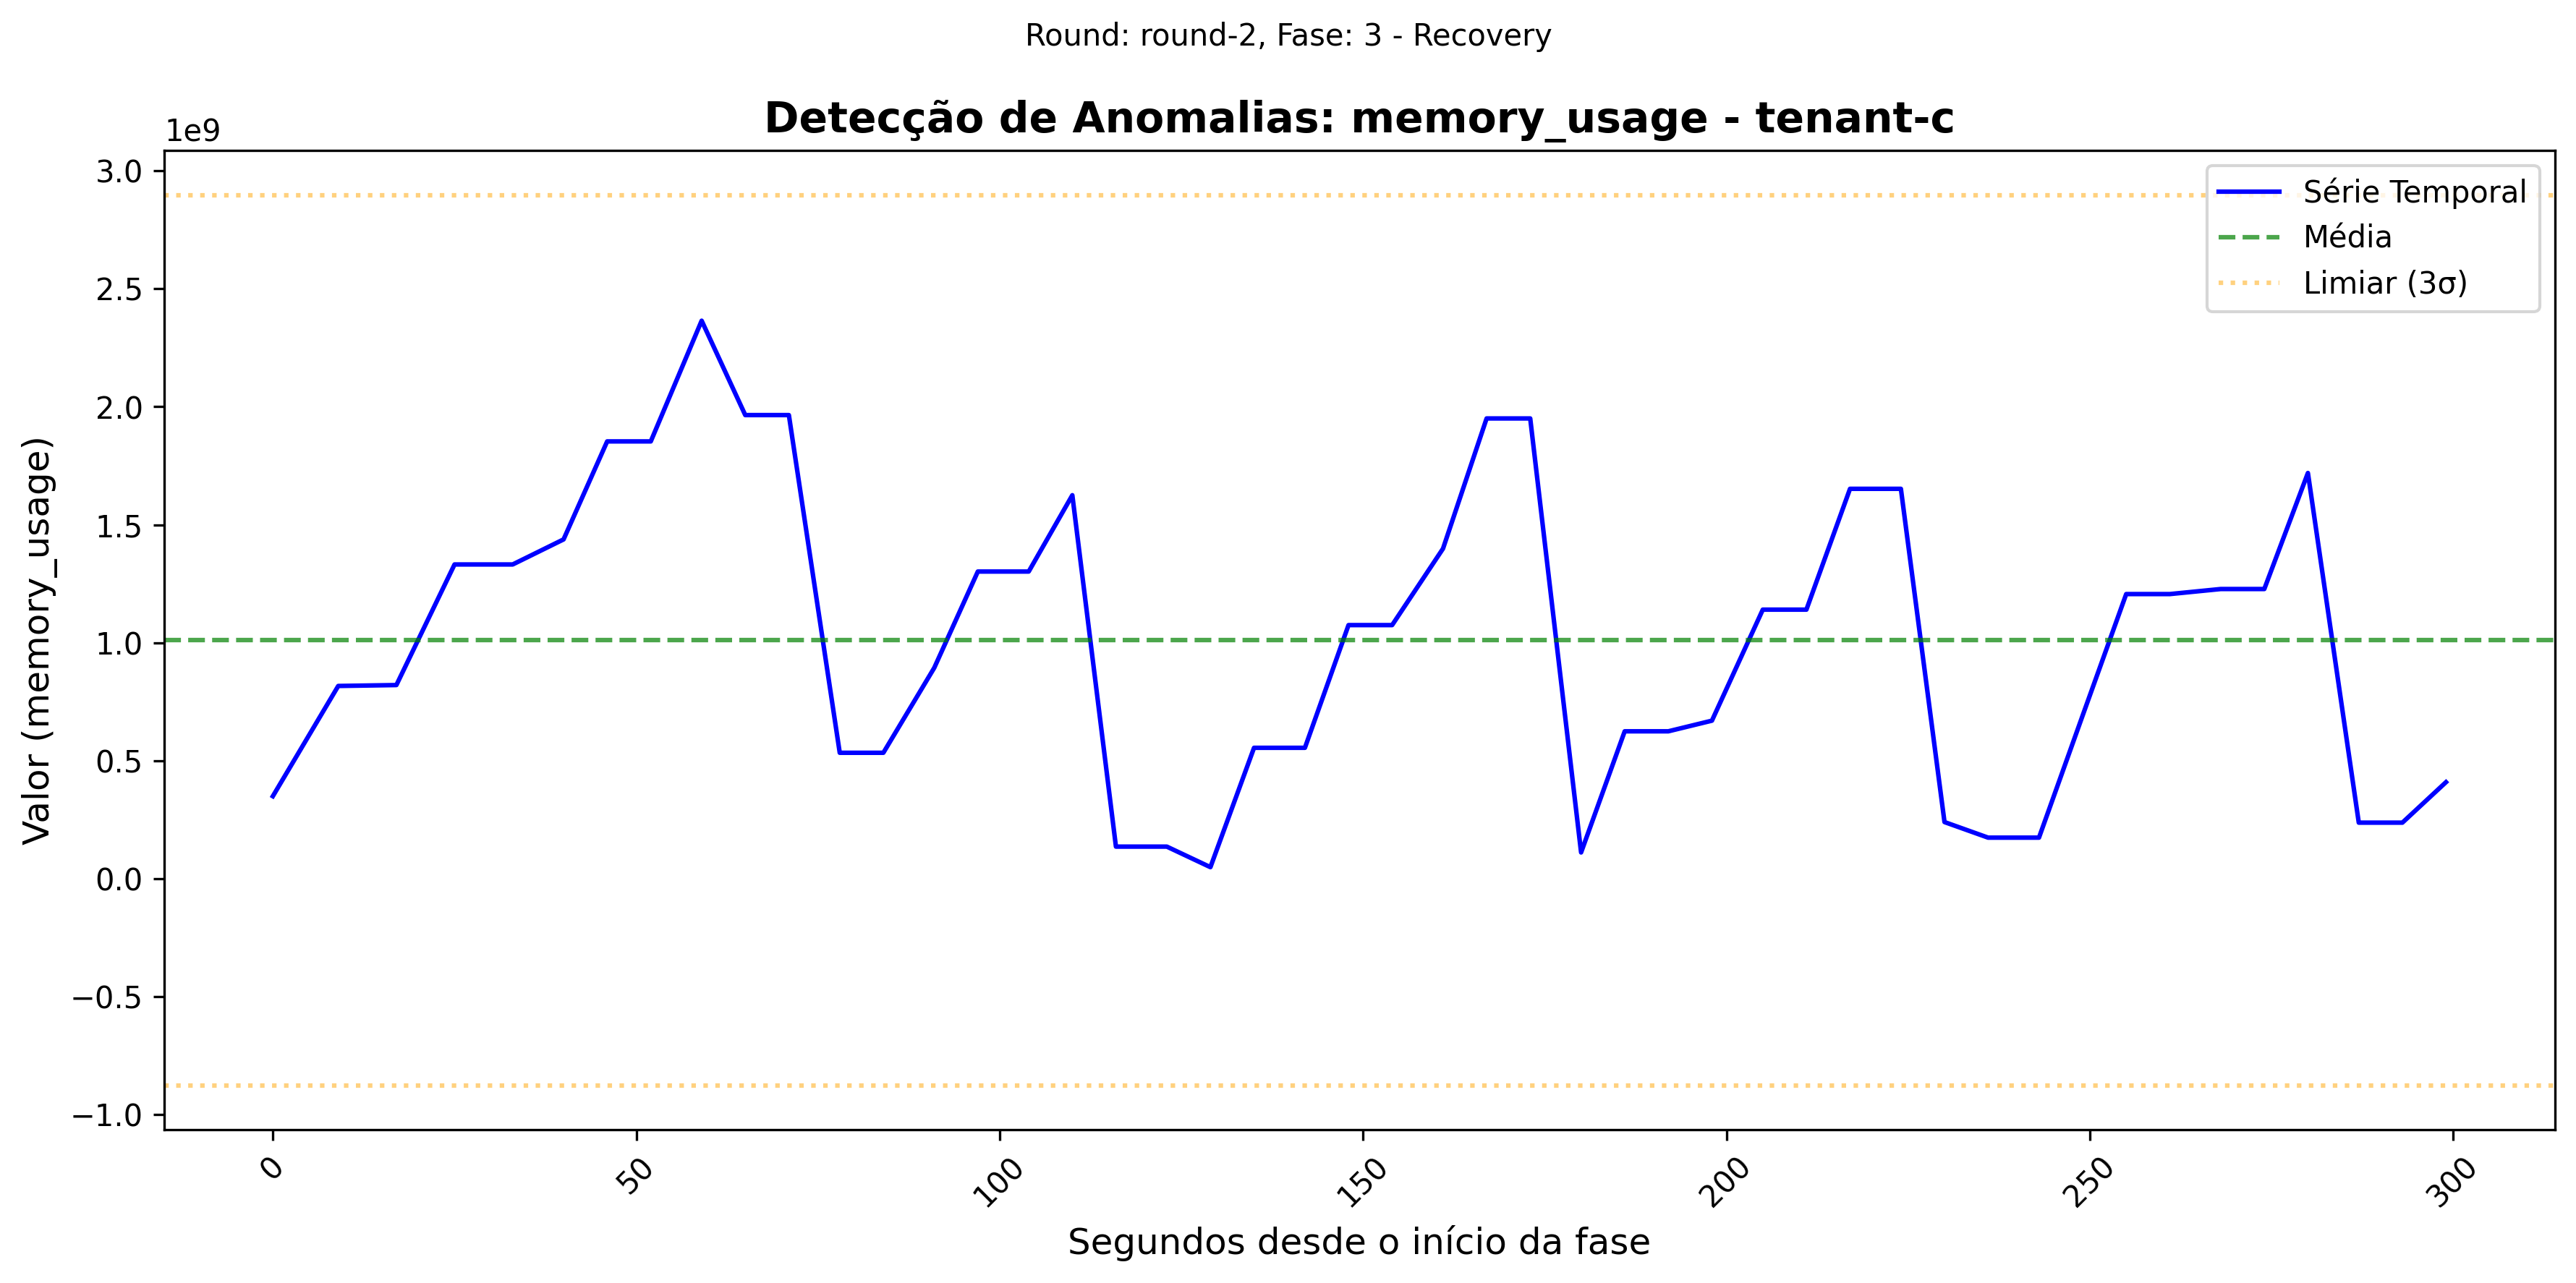 Round: round-2, Fase: 3 - Recovery
Detecção de Anomalias: memory_usage - tenant-c
1e9
3.0
2.5
2.0
1.5
1.0
0.5
0.0
−0.5
−1.0
Valor (memory_usage)
Série Temporal
Média
Limiar (3σ)
0
50
100
150
200
250
300
Segundos desde o início da fase